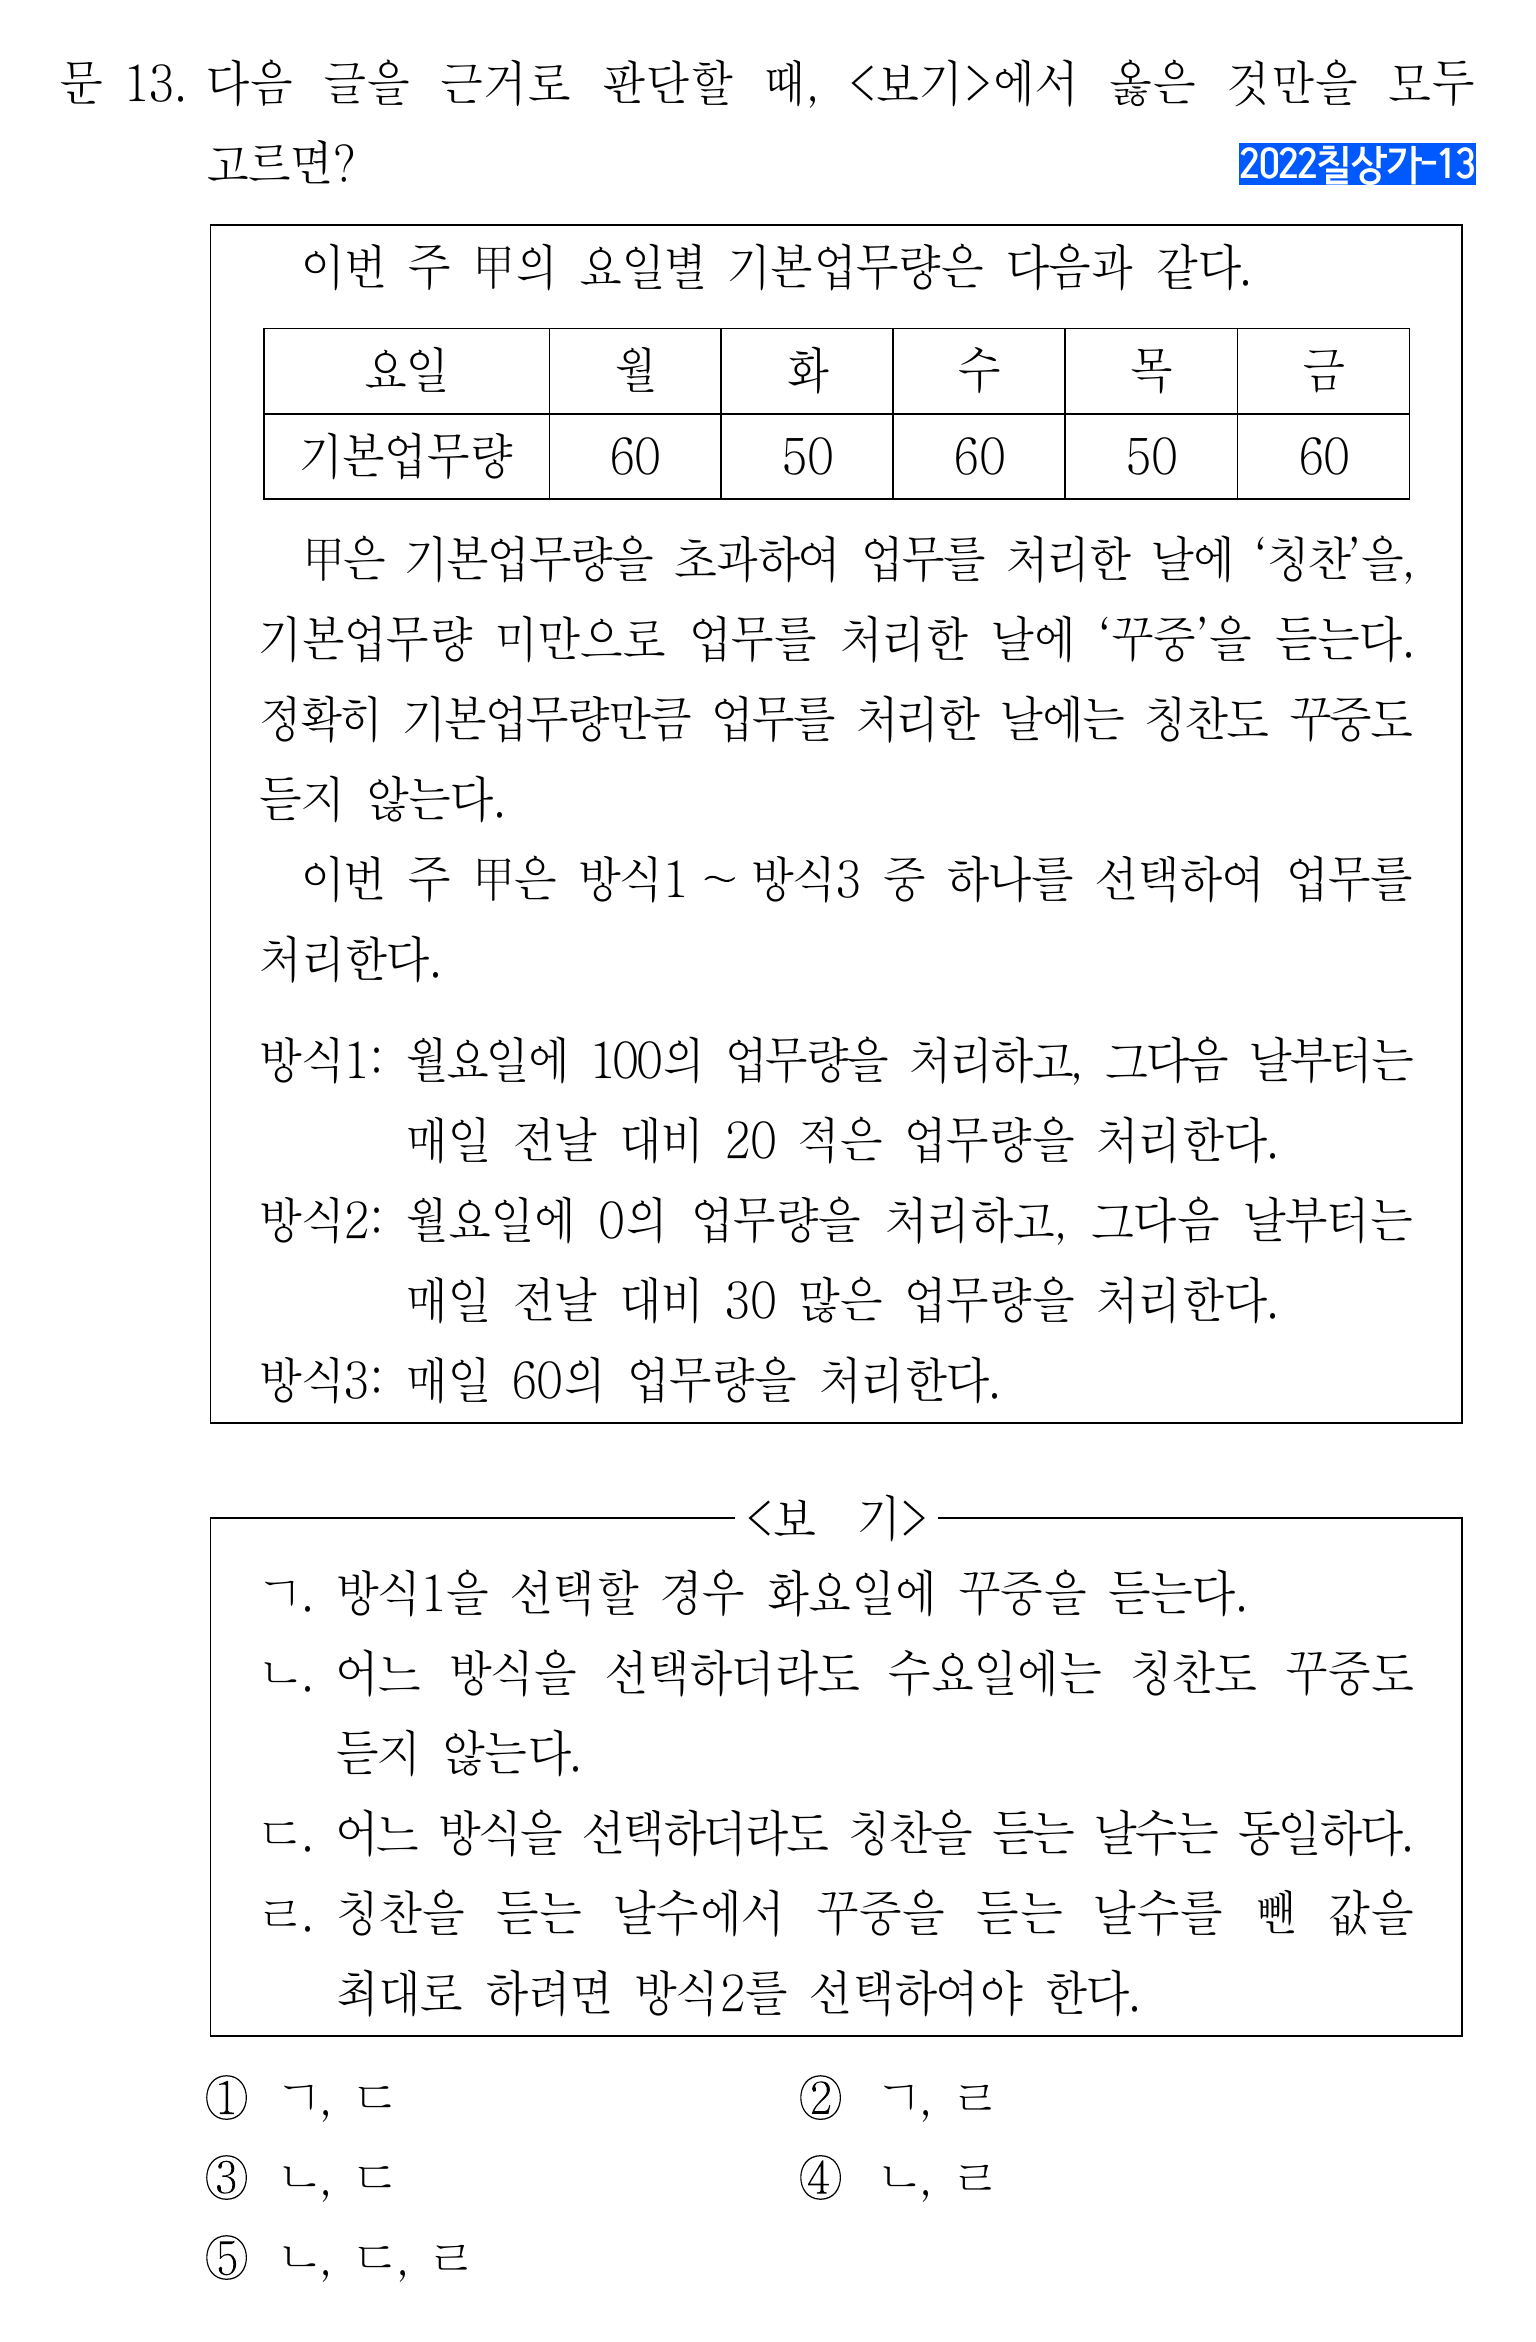 문 13. 다음 글을 근거로 판단할 때, <보기>에서 옳은 것만을 모두
고르면?
2022칠상가-13
이번 주 甲의 요일별 기본업무량은 다음과 같다.
요일 월 화 수 목 금
기본업무량 60 50 60 50 60
甲은 기본업무량을 초과하여 업무를 처리한 날에 ‘칭찬’을,
기본업무량 미만으로 업무를 처리한 날에 ‘꾸중’을 듣는다.
정확히 기본업무량만큼 업무를 처리한 날에는 칭찬도 꾸중도
듣지 않는다.
이번 주 甲은 방식1 ~ 방식3 중 하나를 선택하여 업무를
처리한다.
방식1: 월요일에 100의 업무량을 처리하고, 그다음 날부터는
매일 전날 대비 20 적은 업무량을 처리한다.
방식2: 월요일에 0의 업무량을 처리하고, 그다음 날부터는
매일 전날 대비 30 많은 업무량을 처리한다.
방식3: 매일 60의 업무량을 처리한다.
<보 기>
ㄱ. 방식1을 선택할 경우 화요일에 꾸중을 듣는다.
ㄴ. 어느 방식을 선택하더라도 수요일에는 칭찬도 꾸중도
듣지 않는다.
ㄷ. 어느 방식을 선택하더라도 칭찬을 듣는 날수는 동일하다.
ㄹ. 칭찬을 듣는 날수에서 꾸중을 듣는 날수를 뺀 값을
최대로 하려면 방식2를 선택하여야 한다.
① ㄱ, ㄷ ② ㄱ, ㄹ
③ ㄴ, ㄷ ④ ㄴ, ㄹ
⑤ ㄴ, ㄷ, ㄹ